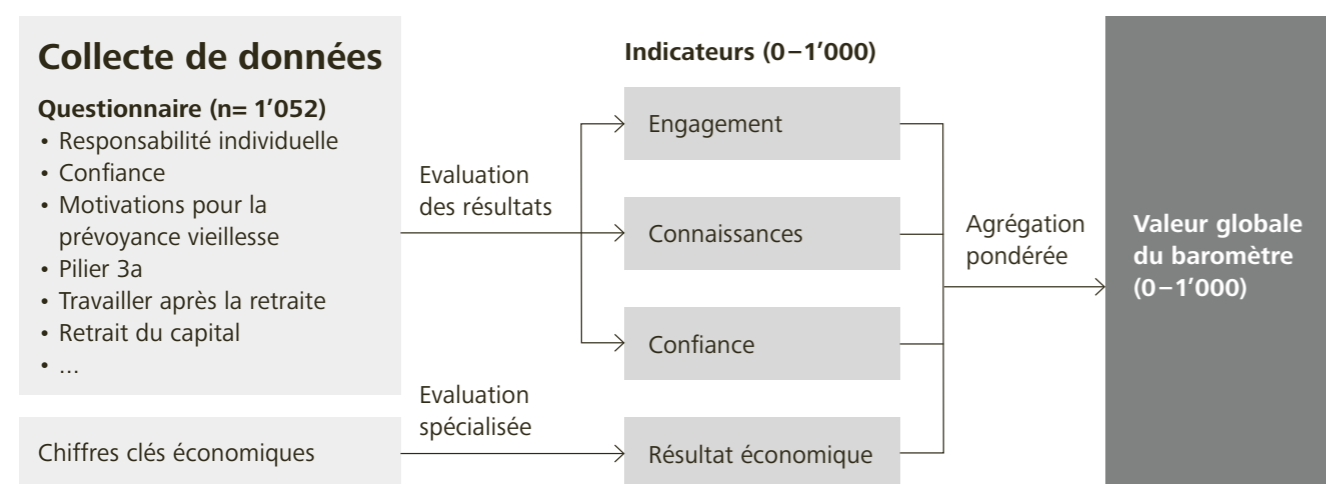 Collecte de données
Questionnaire (n= 1'052)
• Responsabilité individuelle
• Confiance
• Motivations pour la
prévoyance vieillesse
• Pilier 3a
• Travailler après la retraite
• Retrait du capital
• ...
Chiffres clés économiques
Evaluation
des résultats
Evaluation
spécialisée
Indicateurs (0–1'000)
Engagement
Connaissances
Confiance
Résultat économique
Agrégation
pondérée
Valeur globale
du baromètre
(0–1'000)